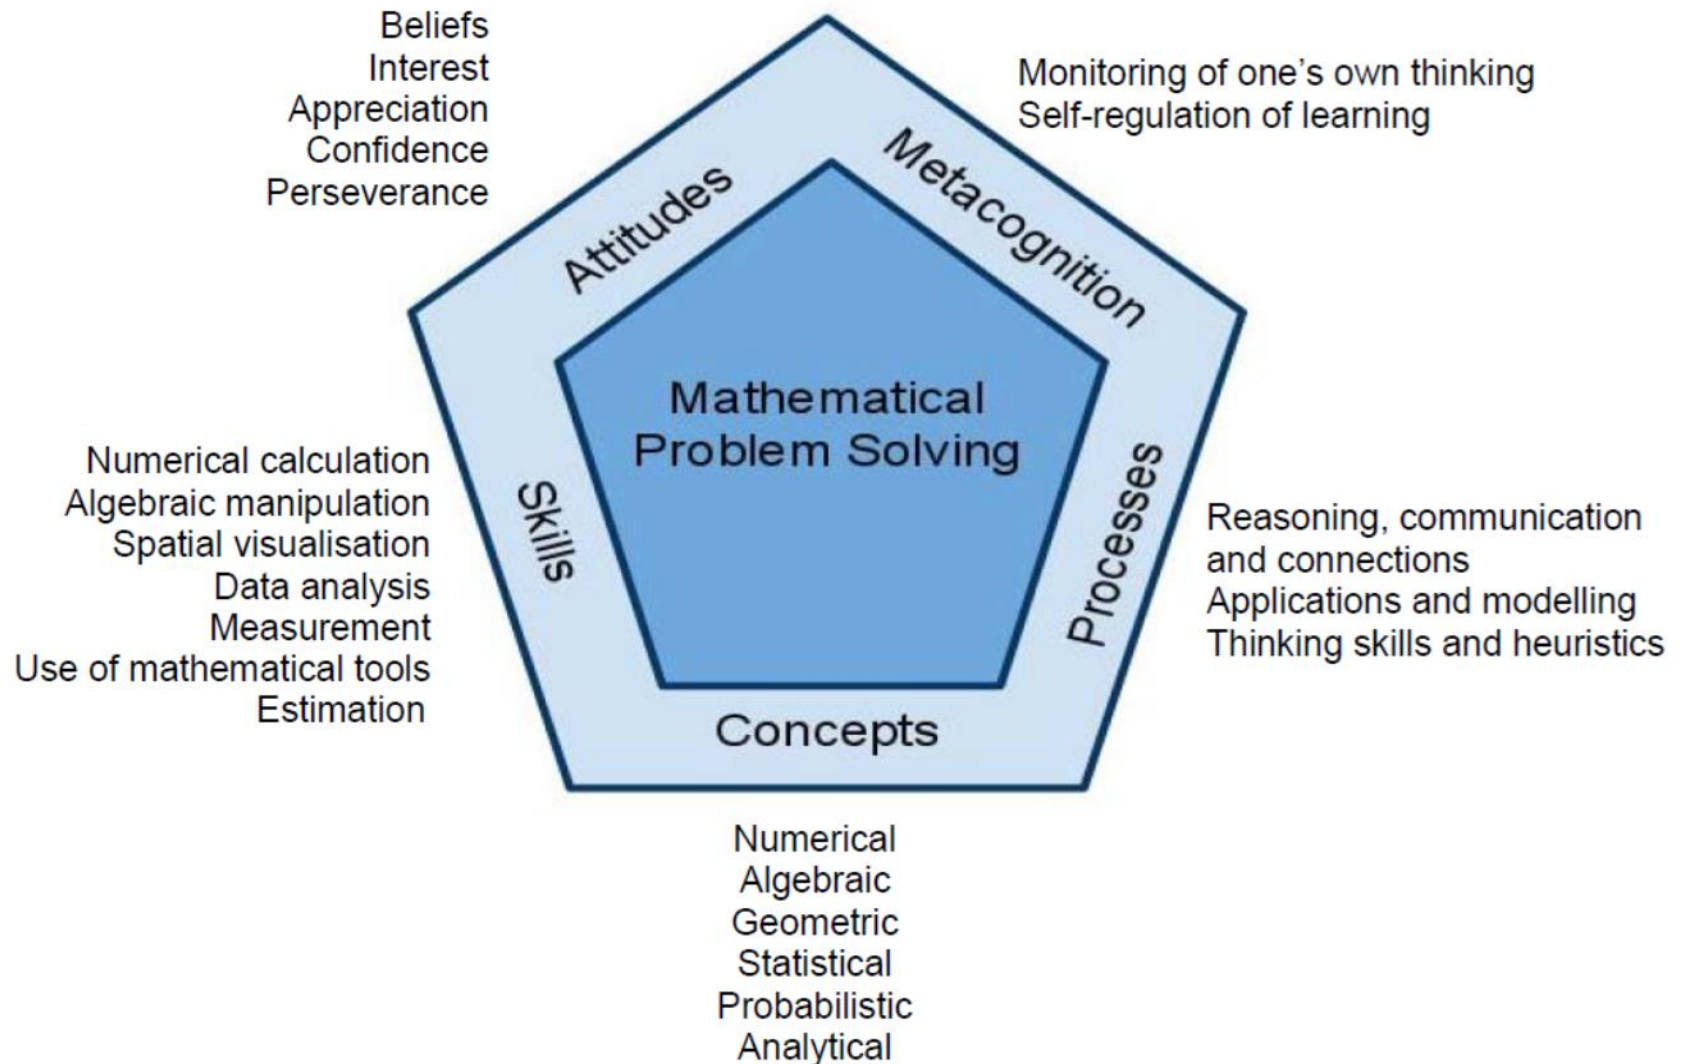 Beliefs
Interest
Appreciation
Confidence
Perseverance
Monitoring of one's own thinking
Self-regulation of learning
Attitudes
Metacognition
Mathematical
Problem Solving
Numerical calculation
Algebraic manipulation
Spatial visualisation
Data analysis
Measurement
Use of mathematical tools
Estimation
Skills
Processes
Reasoning, communication
and connections
Applications and modelling
Thinking skills and heuristics
Concepts
Numerical
Algebraic
Geometric
Statistical
Probabilistic
Analytical